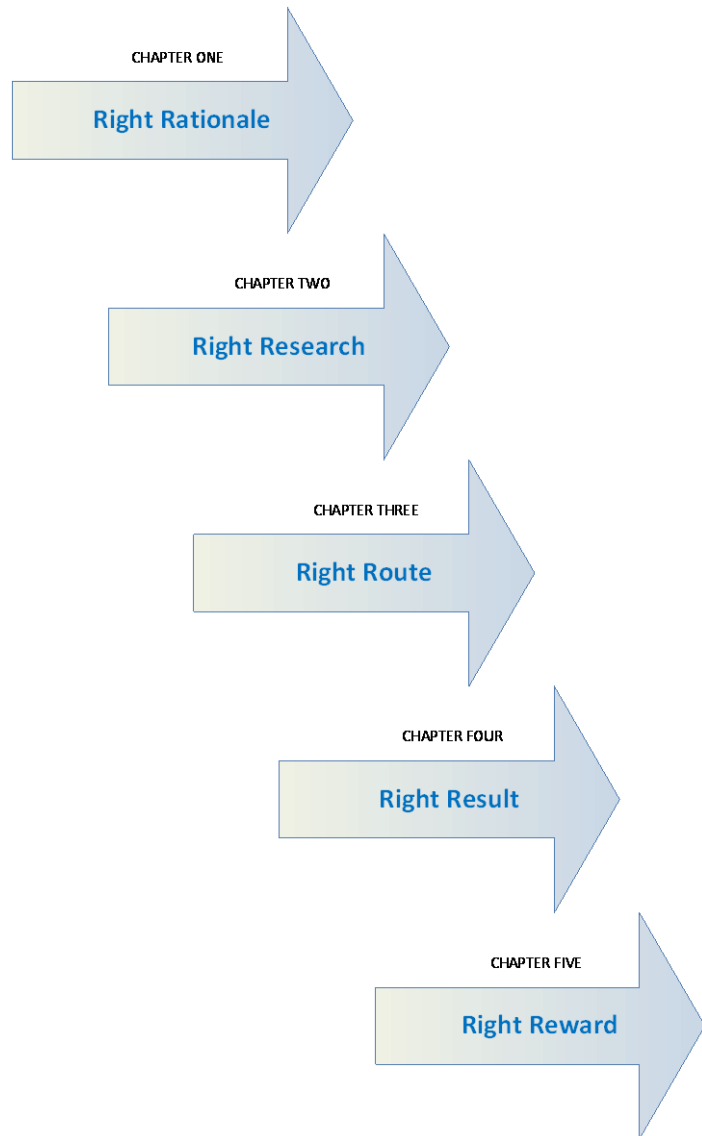 CHAPTER ONE
Right Rationale
CHAPTER TWO
Right Research
CHAPTER THREE
Right Route
CHAPTER FOUR
Right Result
CHAPTER FIVE
Right Reward